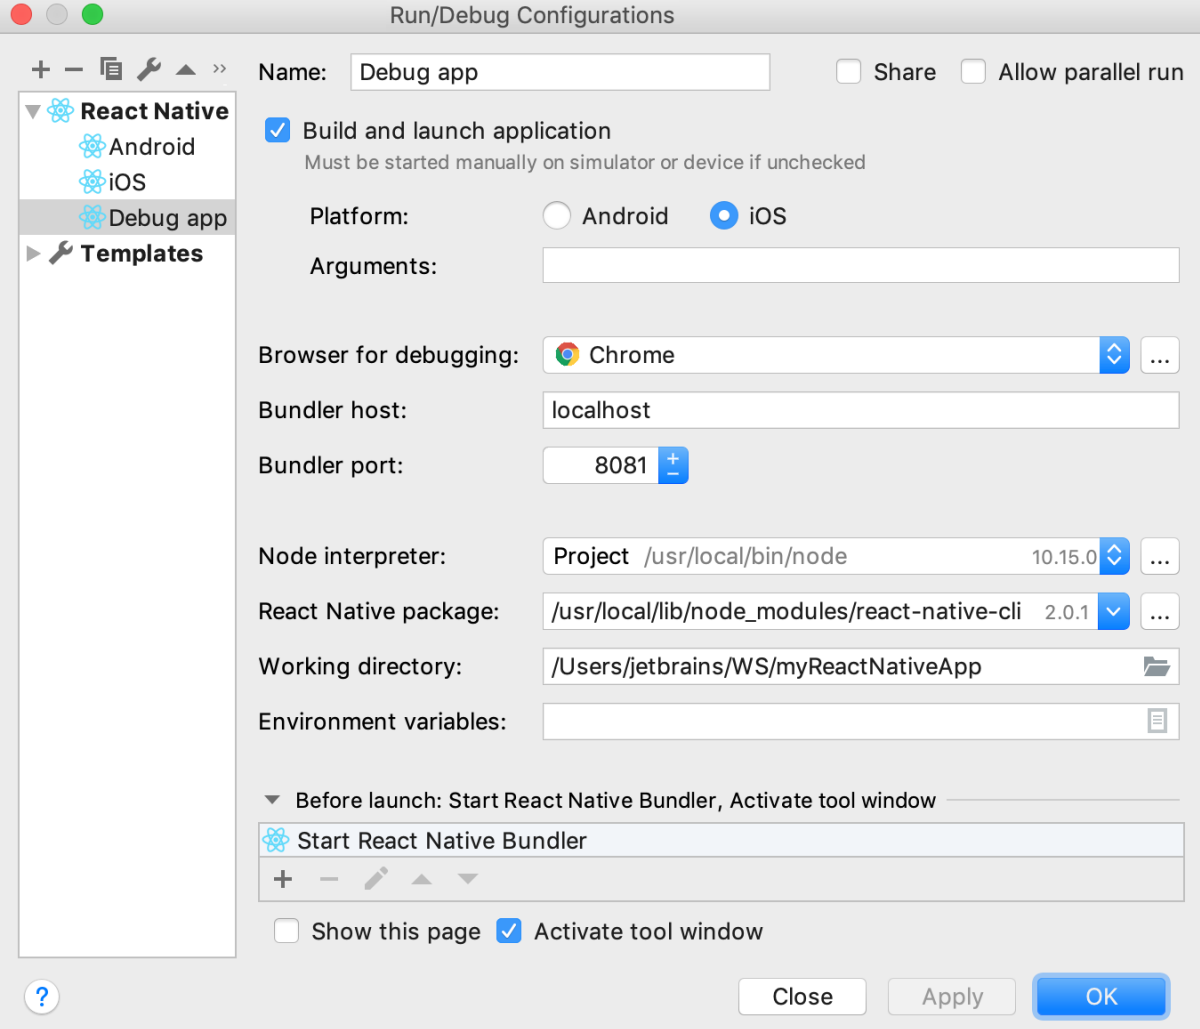 Run/Debug Configurations
Name: Debug app Share Allow parallel run
React Native
Android
iOS
Debug app
Templates
Build and launch application
Must be started manually on simulator or device if unchecked
Platform: Android iOS
Arguments:
Browser for debugging: Chrome ...
Bundler host: localhost
Bundler port: 8081
Node interpreter: Project /usr/local/bin/node 10.15.0 ...
React Native package: /usr/local/lib/node_modules/react-native-cli 2.0.1 ...
Working directory: /Users/jetbrains/WS/myReactNativeApp
Environment variables:
Before launch: Start React Native Bundler, Activate tool window
Start React Native Bundler
Show this page Activate tool window
? Close Apply OK